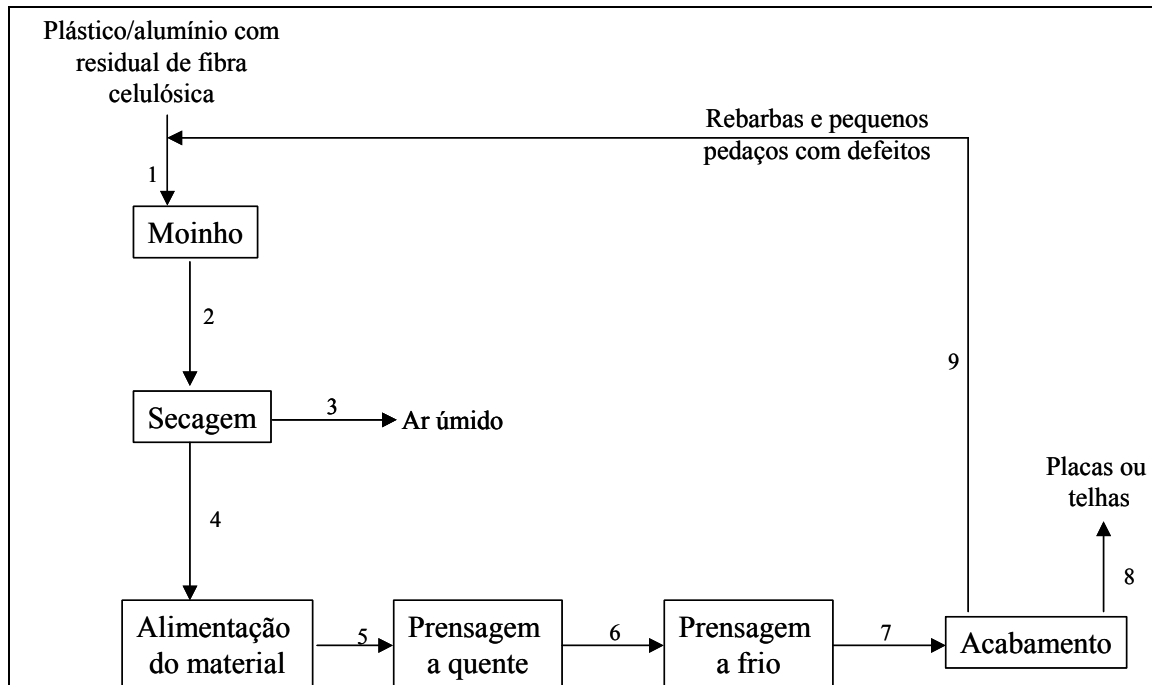 Plástico/alumínio com
residual de fibra
celulósica
Rebarbas e pequenos
pedaços com defeitos
1
Moinho
2
9
Secagem
3
Ar úmido
Placas ou
telhas
4
8
Alimentação
do material
5
Prensagem
a quente
6
Prensagem
a frio
7
Acabamento